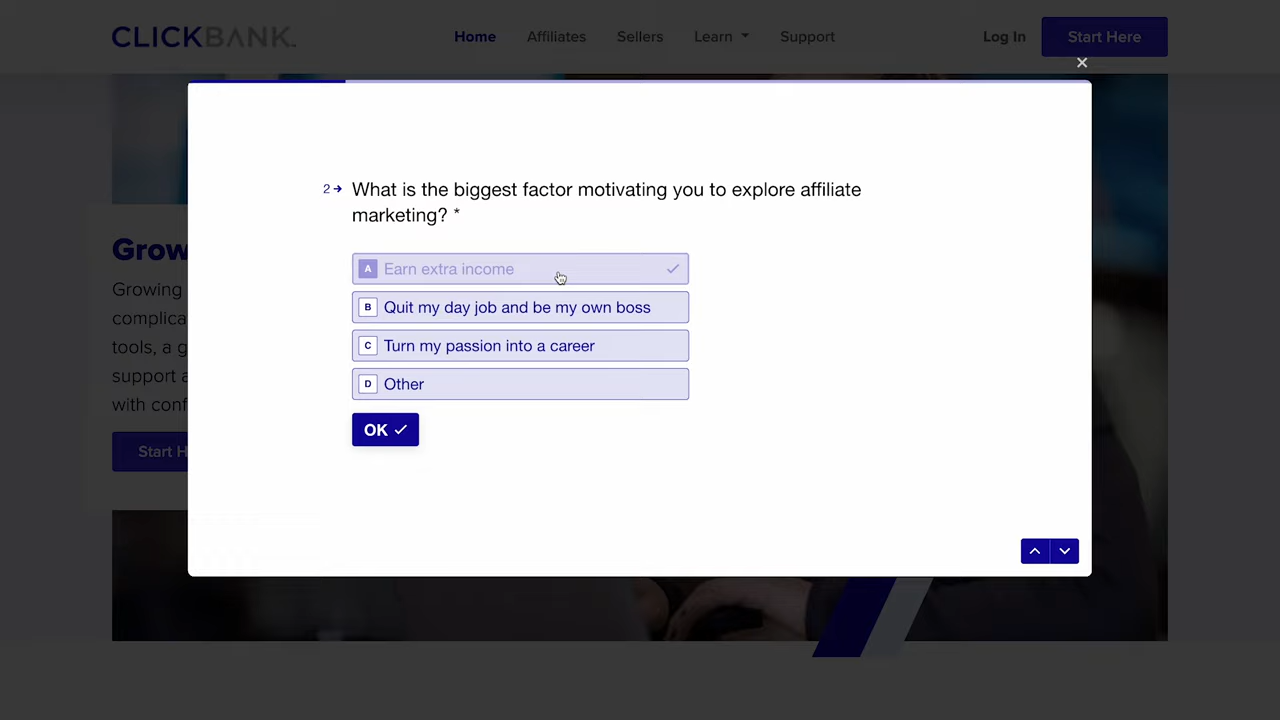 CLICKBANK
Home
Affiliates
Sellers
Learn
Support
Log In
Start Here
2
What is the biggest factor motivating you to explore affiliate
marketing? *
A Earn extra income
B Quit my day job and be my own boss
C Turn my passion into a career
D Other
OK
Grow
Growing
complica
tools, a g
support a
with conf
Start H